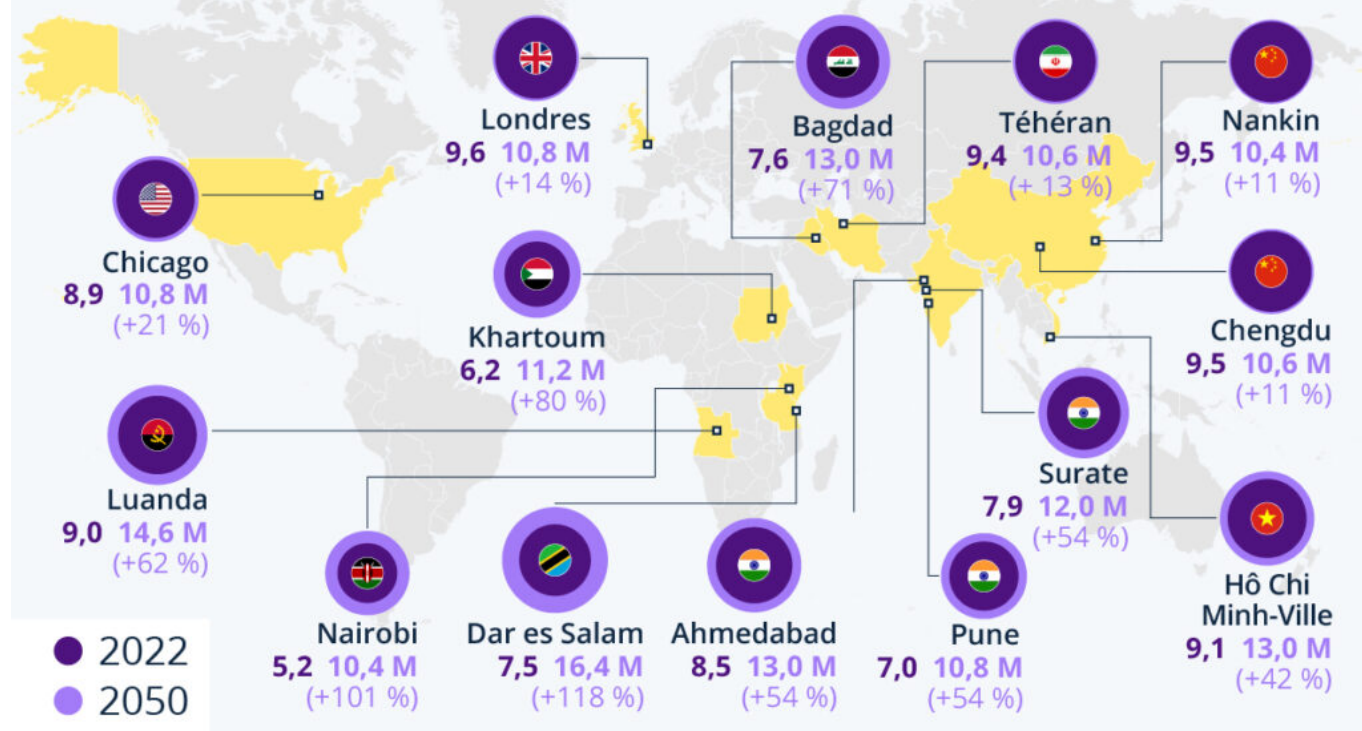 Londres
9,6 10,8 M
(+14 %)
Bagdad
7,6 13,0 M
(+71 %)
Téhéran
9,4 10,6 M
(+ 13 %)
Nankin
9,5 10,4 M
(+11 %)
Chicago
8,9 10,8 M
(+21 %)
Khartoum
6,2 11,2 M
(+80 %)
Chengdu
9,5 10,6 M
(+11 %)
Luanda
9,0 14,6 M
(+62 %)
Surate
7,9 12,0 M
(+54 %)
Hô Chi
Minh-Ville
9,1 13,0 M
(+42 %)
Nairobi
5,2 10,4 M
(+101 %)
Dar es Salam
7,5 16,4 M
(+118 %)
Ahmedabad
8,5 13,0 M
(+54 %)
Pune
7,0 10,8 M
(+54 %)
2022
2050